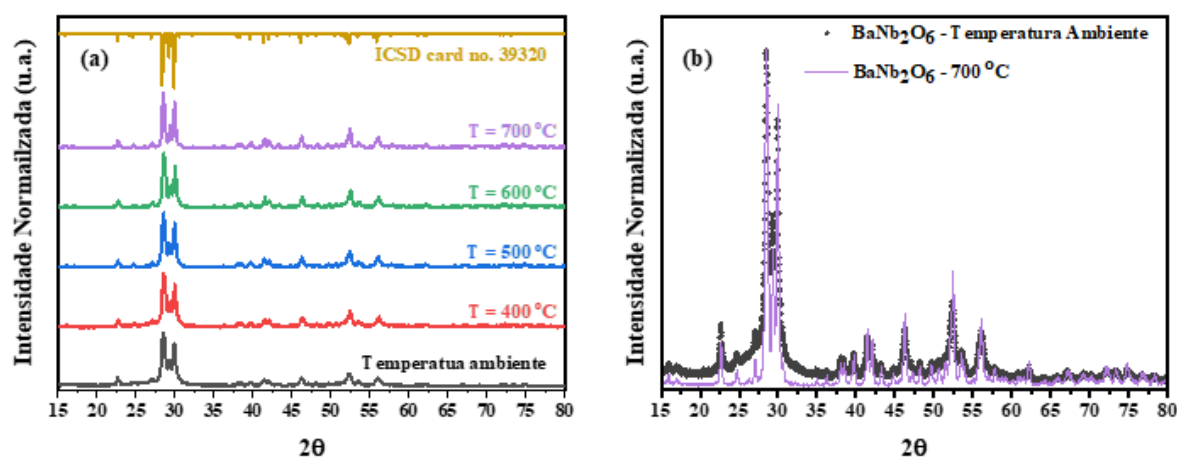 (a)
ICSD card no. 39320
T = 700 °C
T = 600 °C
T = 500 °C
T = 400 °C
Temperatua ambiente
Intensidade Normailzada (u.a.)
15 20 25 30 35 40 45 50 55 60 65 70 75 80
2θ
(b)
BaNb2O6 - Temperatura Ambiente
BaNb2O6 - 700 °C
Intensidade Normalizada (u.a.)
15 20 25 30 35 40 45 50 55 60 65 70 75 80
2θ